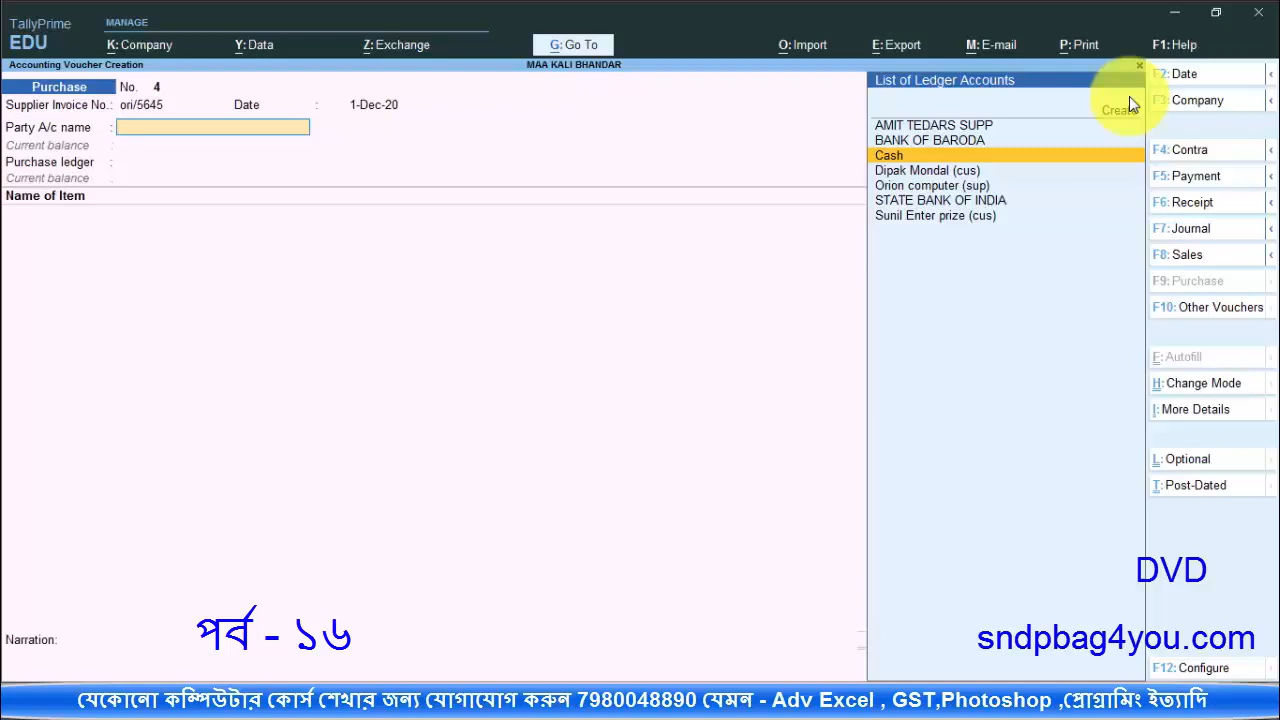 TallyPrime
EDU
MANAGE
K: Company
Y: Data
Z: Exchange
G: Go To
O: Import
E: Export
M: E-mail
P: Print
F1: Help
Accounting Voucher Creation
MAA KALI BHANDAR
Purchase No. 4
Supplier Invoice No.: ori/5645 Date : 1-Dec-20
Party A/c name :
Current balance :
Purchase ledger :
Current balance :
Name of Item
Narration:
List of Ledger Accounts
Create
AMIT TEDARS SUPP
BANK OF BARODA
Cash
Dipak Mondal (cus)
Orion computer (sup)
STATE BANK OF INDIA
Sunil Enter prize (cus)
F2: Date
F3: Company
F4: Contra
F5: Payment
F6: Receipt
F7: Journal
F8: Sales
F9: Purchase
F10: Other Vouchers
F: Autofill
H: Change Mode
I: More Details
L: Optional
T: Post-Dated
F12: Configure
DVD
পর্ব - ১৬
sndpbag4you.com
যেকোনো কম্পিউটার কোর্স শেখার জন্য যোগাযোগ করুন 7980048890 যেমন - Adv Excel , GST,Photoshop ,প্রোগ্রামিং ইত্যাদি